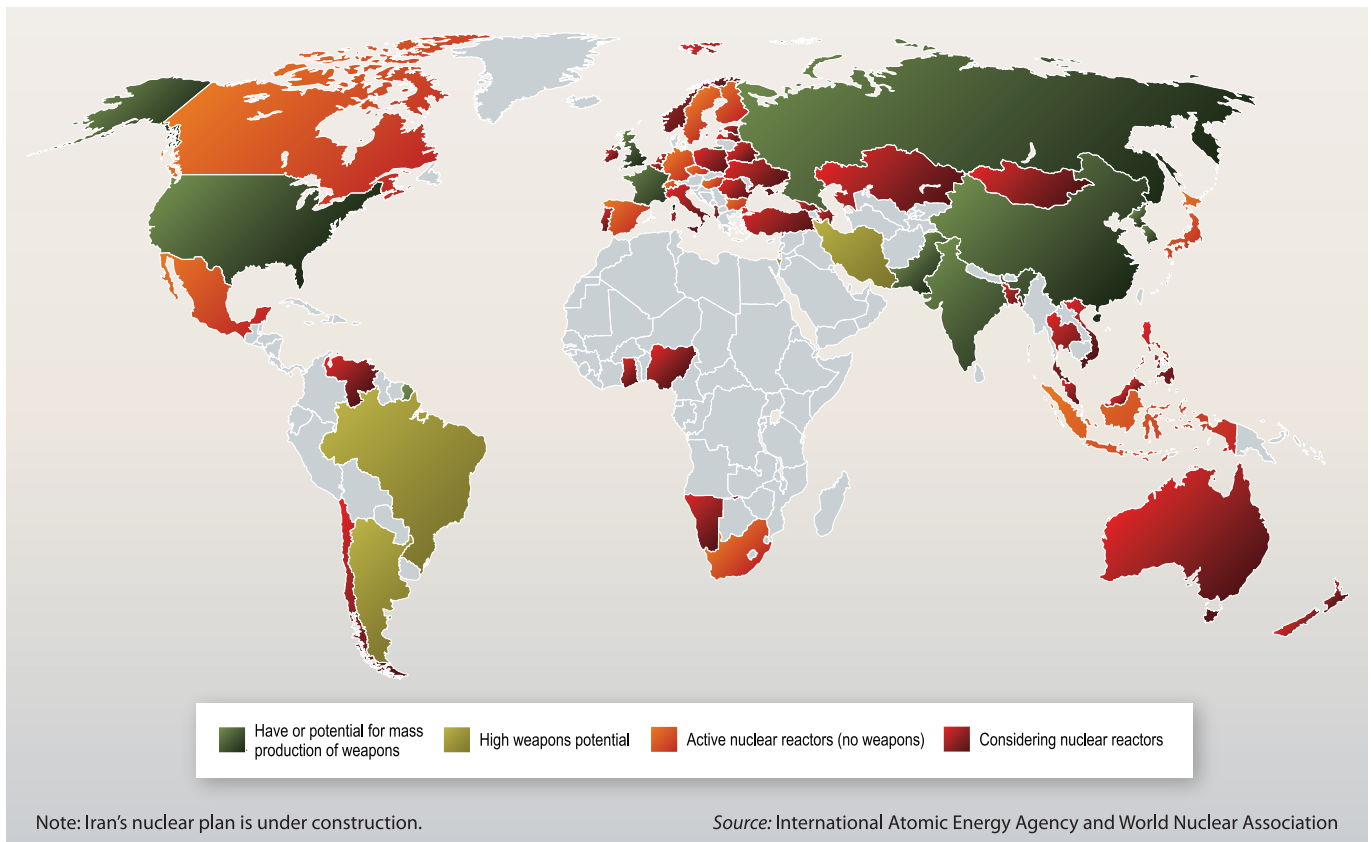 Have or potential for mass
production of weapons
High weapons potential
Active nuclear reactors (no weapons)
Considering nuclear reactors
Note: Iran’s nuclear plan is under construction.
Source: International Atomic Energy Agency and World Nuclear Association